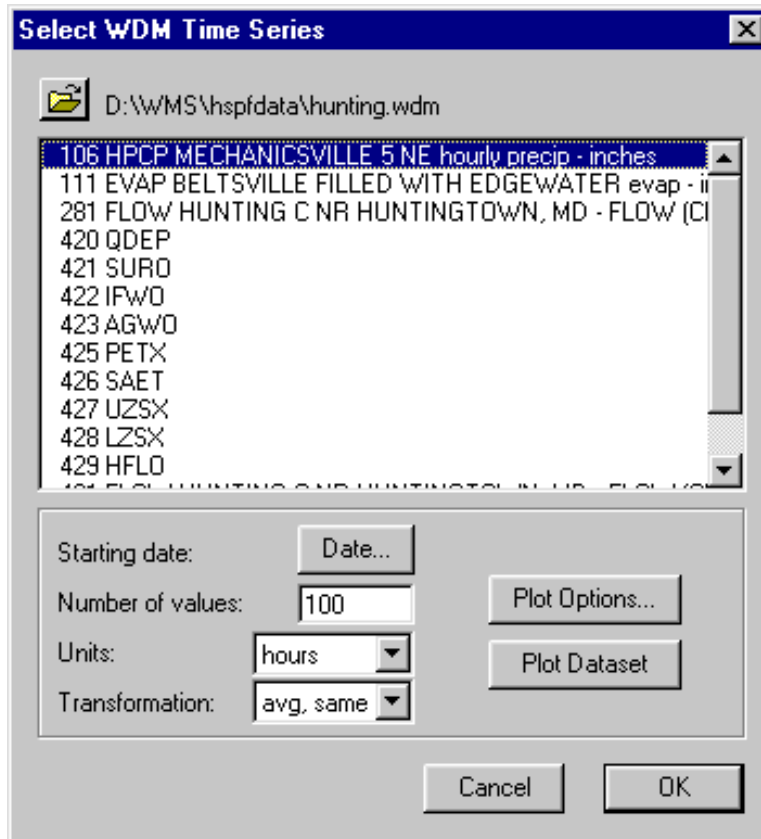 Select WDM Time Series
D:\WMS\hspfdata\hunting.wdm
106 HPCP MECHANICSVILLE 5 NE hourly precip - inches
111 EVAP BELTSVILLE FILLED WITH EDGEWATER evap - i
281 FLOW HUNTING C NR HUNTINGTOWN, MD - FLOW (C
420 QDEP
421 SURO
422 IFWO
423 AGWO
425 PETX
426 SAET
427 UZSX
428 LZSX
429 HFLO
Starting date: Date...
Number of values: 100
Plot Options...
Units: hours
Plot Dataset
Transformation: avg, same
Cancel OK